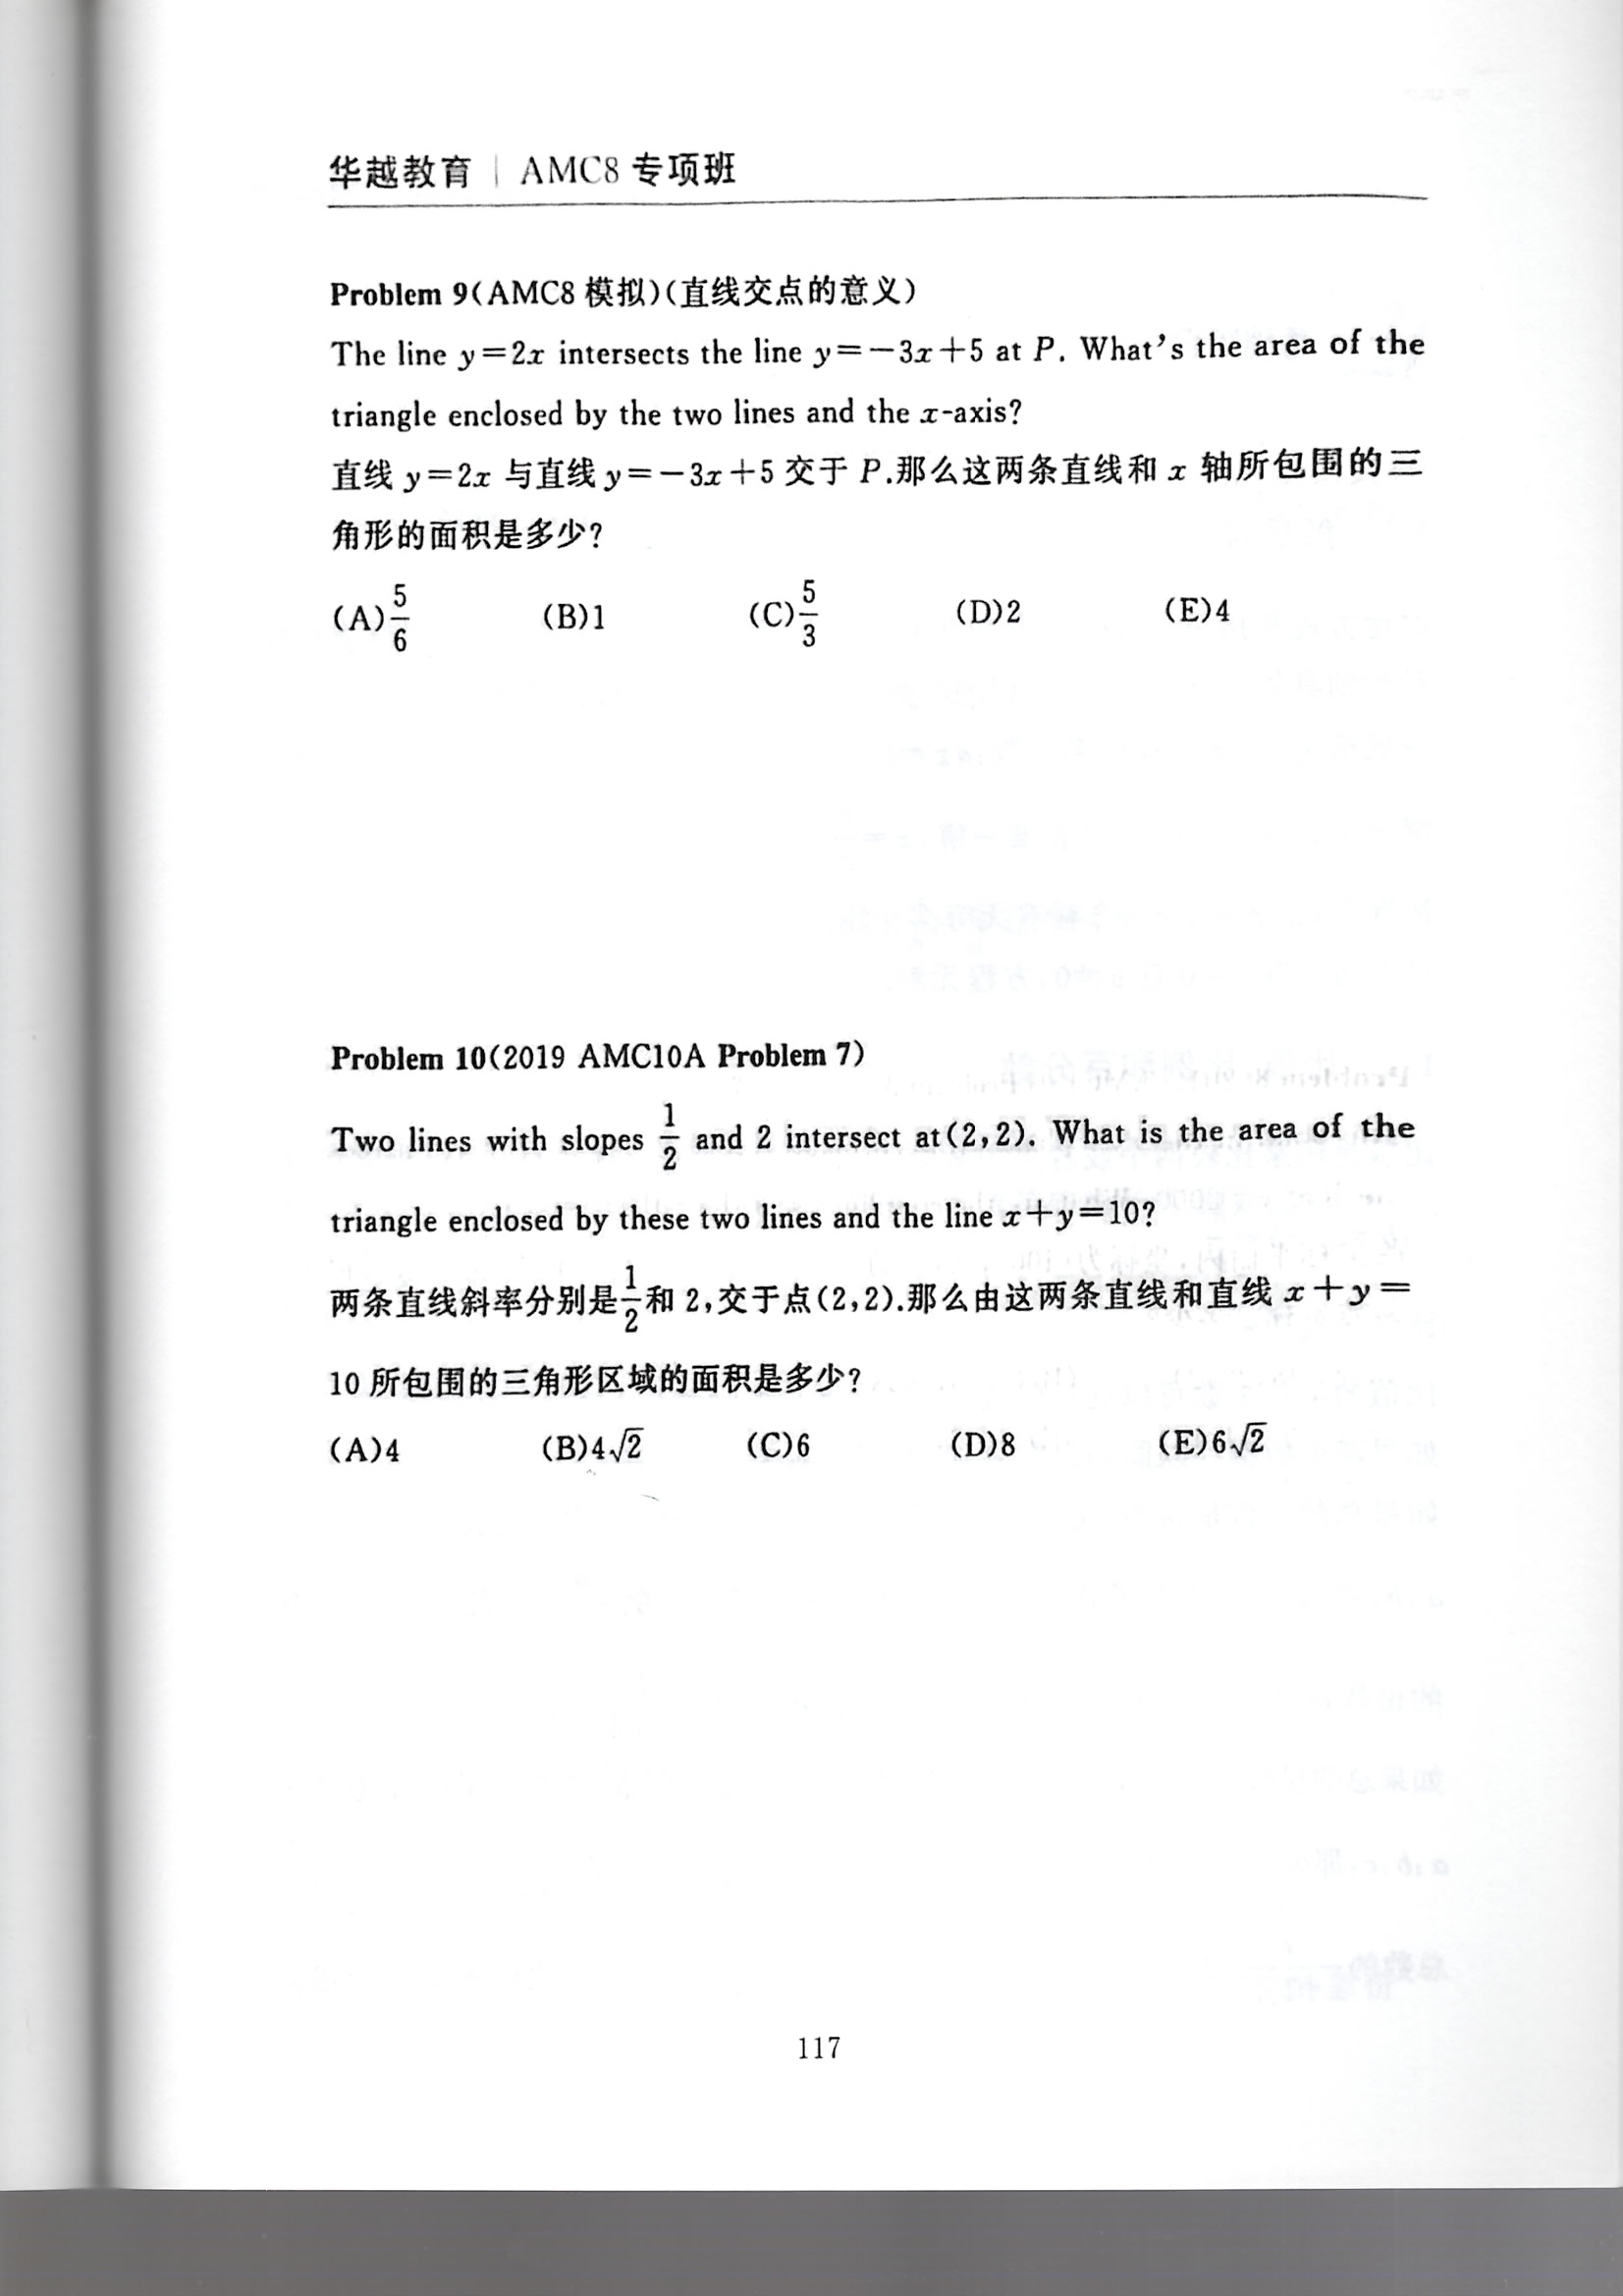 华越教育 | AMC8 专项班
Problem 9(AMC8 模拟)(直线交点的意义)
The line y=2x intersects the line y=-3x+5 at P. What's the area of the
triangle enclosed by the two lines and the x-axis?
直线 y=2x 与直线 y=-3x+5 交于 P.那么这两条直线和 x 轴所包围的三
角形的面积是多少?
(A)5/6 (B)1 (C)5/3 (D)2 (E)4
Problem 10(2019 AMC10A Problem 7)
Two lines with slopes 1/2 and 2 intersect at(2,2). What is the area of the
triangle enclosed by these two lines and the line x+y=10?
两条直线斜率分别是1/2和 2,交于点(2,2).那么由这两条直线和直线 x+y=
10 所包围的三角形区域的面积是多少?
(A)4 (B)4√2 (C)6 (D)8 (E)6√2
117